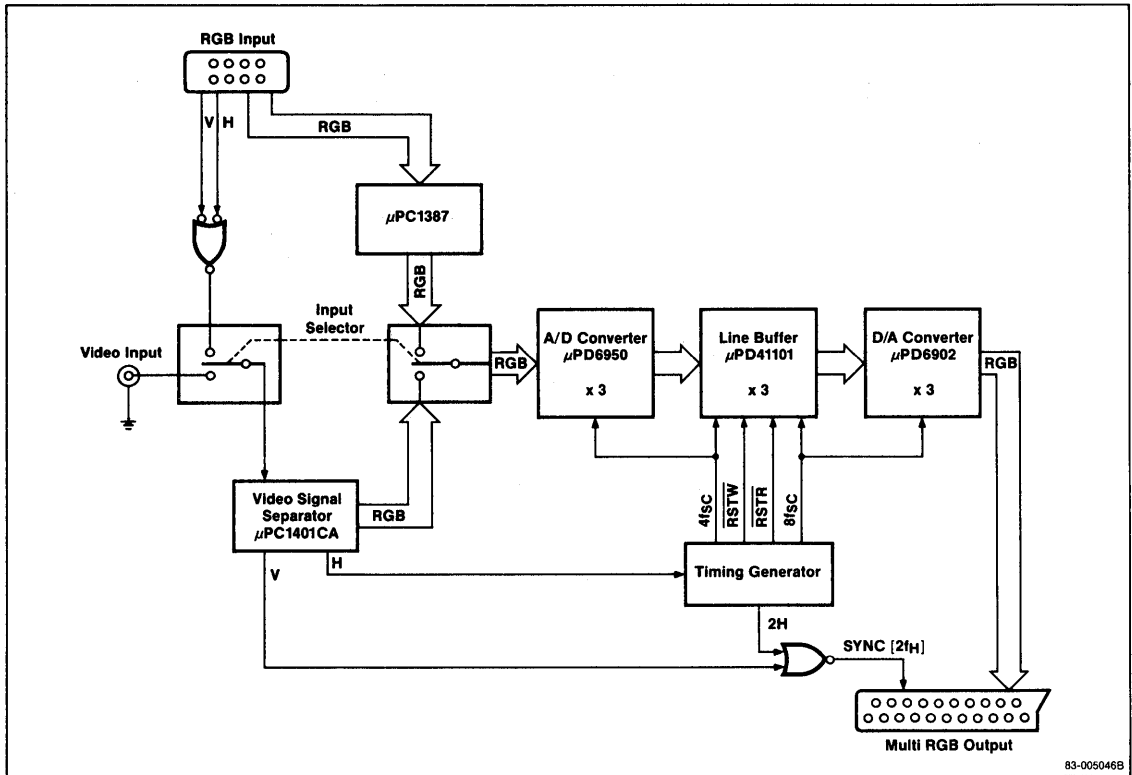 RGB Input
V H
RGB
μPC1387
RGB
Input
Selector
Video Input
RGB
A/D Converter
μPD6950
x 3
Line Buffer
μPD41101
x 3
D/A Converter
μPD6902
x 3
RGB
Video Signal
Separator
μPC1401CA
RGB
V
H
4fSC
RSTW
RSTR
8fSC
Timing Generator
2H
SYNC [2fH]
Multi RGB Output
83-005046B